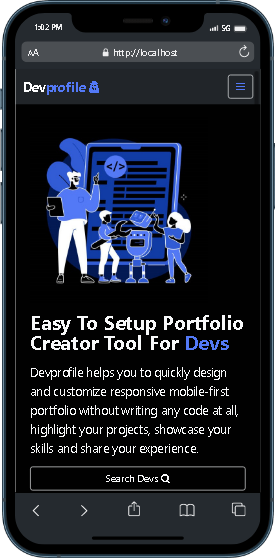 1:02 PM 5G
AA http://localhost
Devprofile
</>
Easy To Setup Portfolio
Creator Tool For Devs
Devprofile helps you to quickly design
and customize responsive mobile-first
portfolio without writing any code at all,
highlight your projects, showcase your
skills and share your experience.
Search Devs